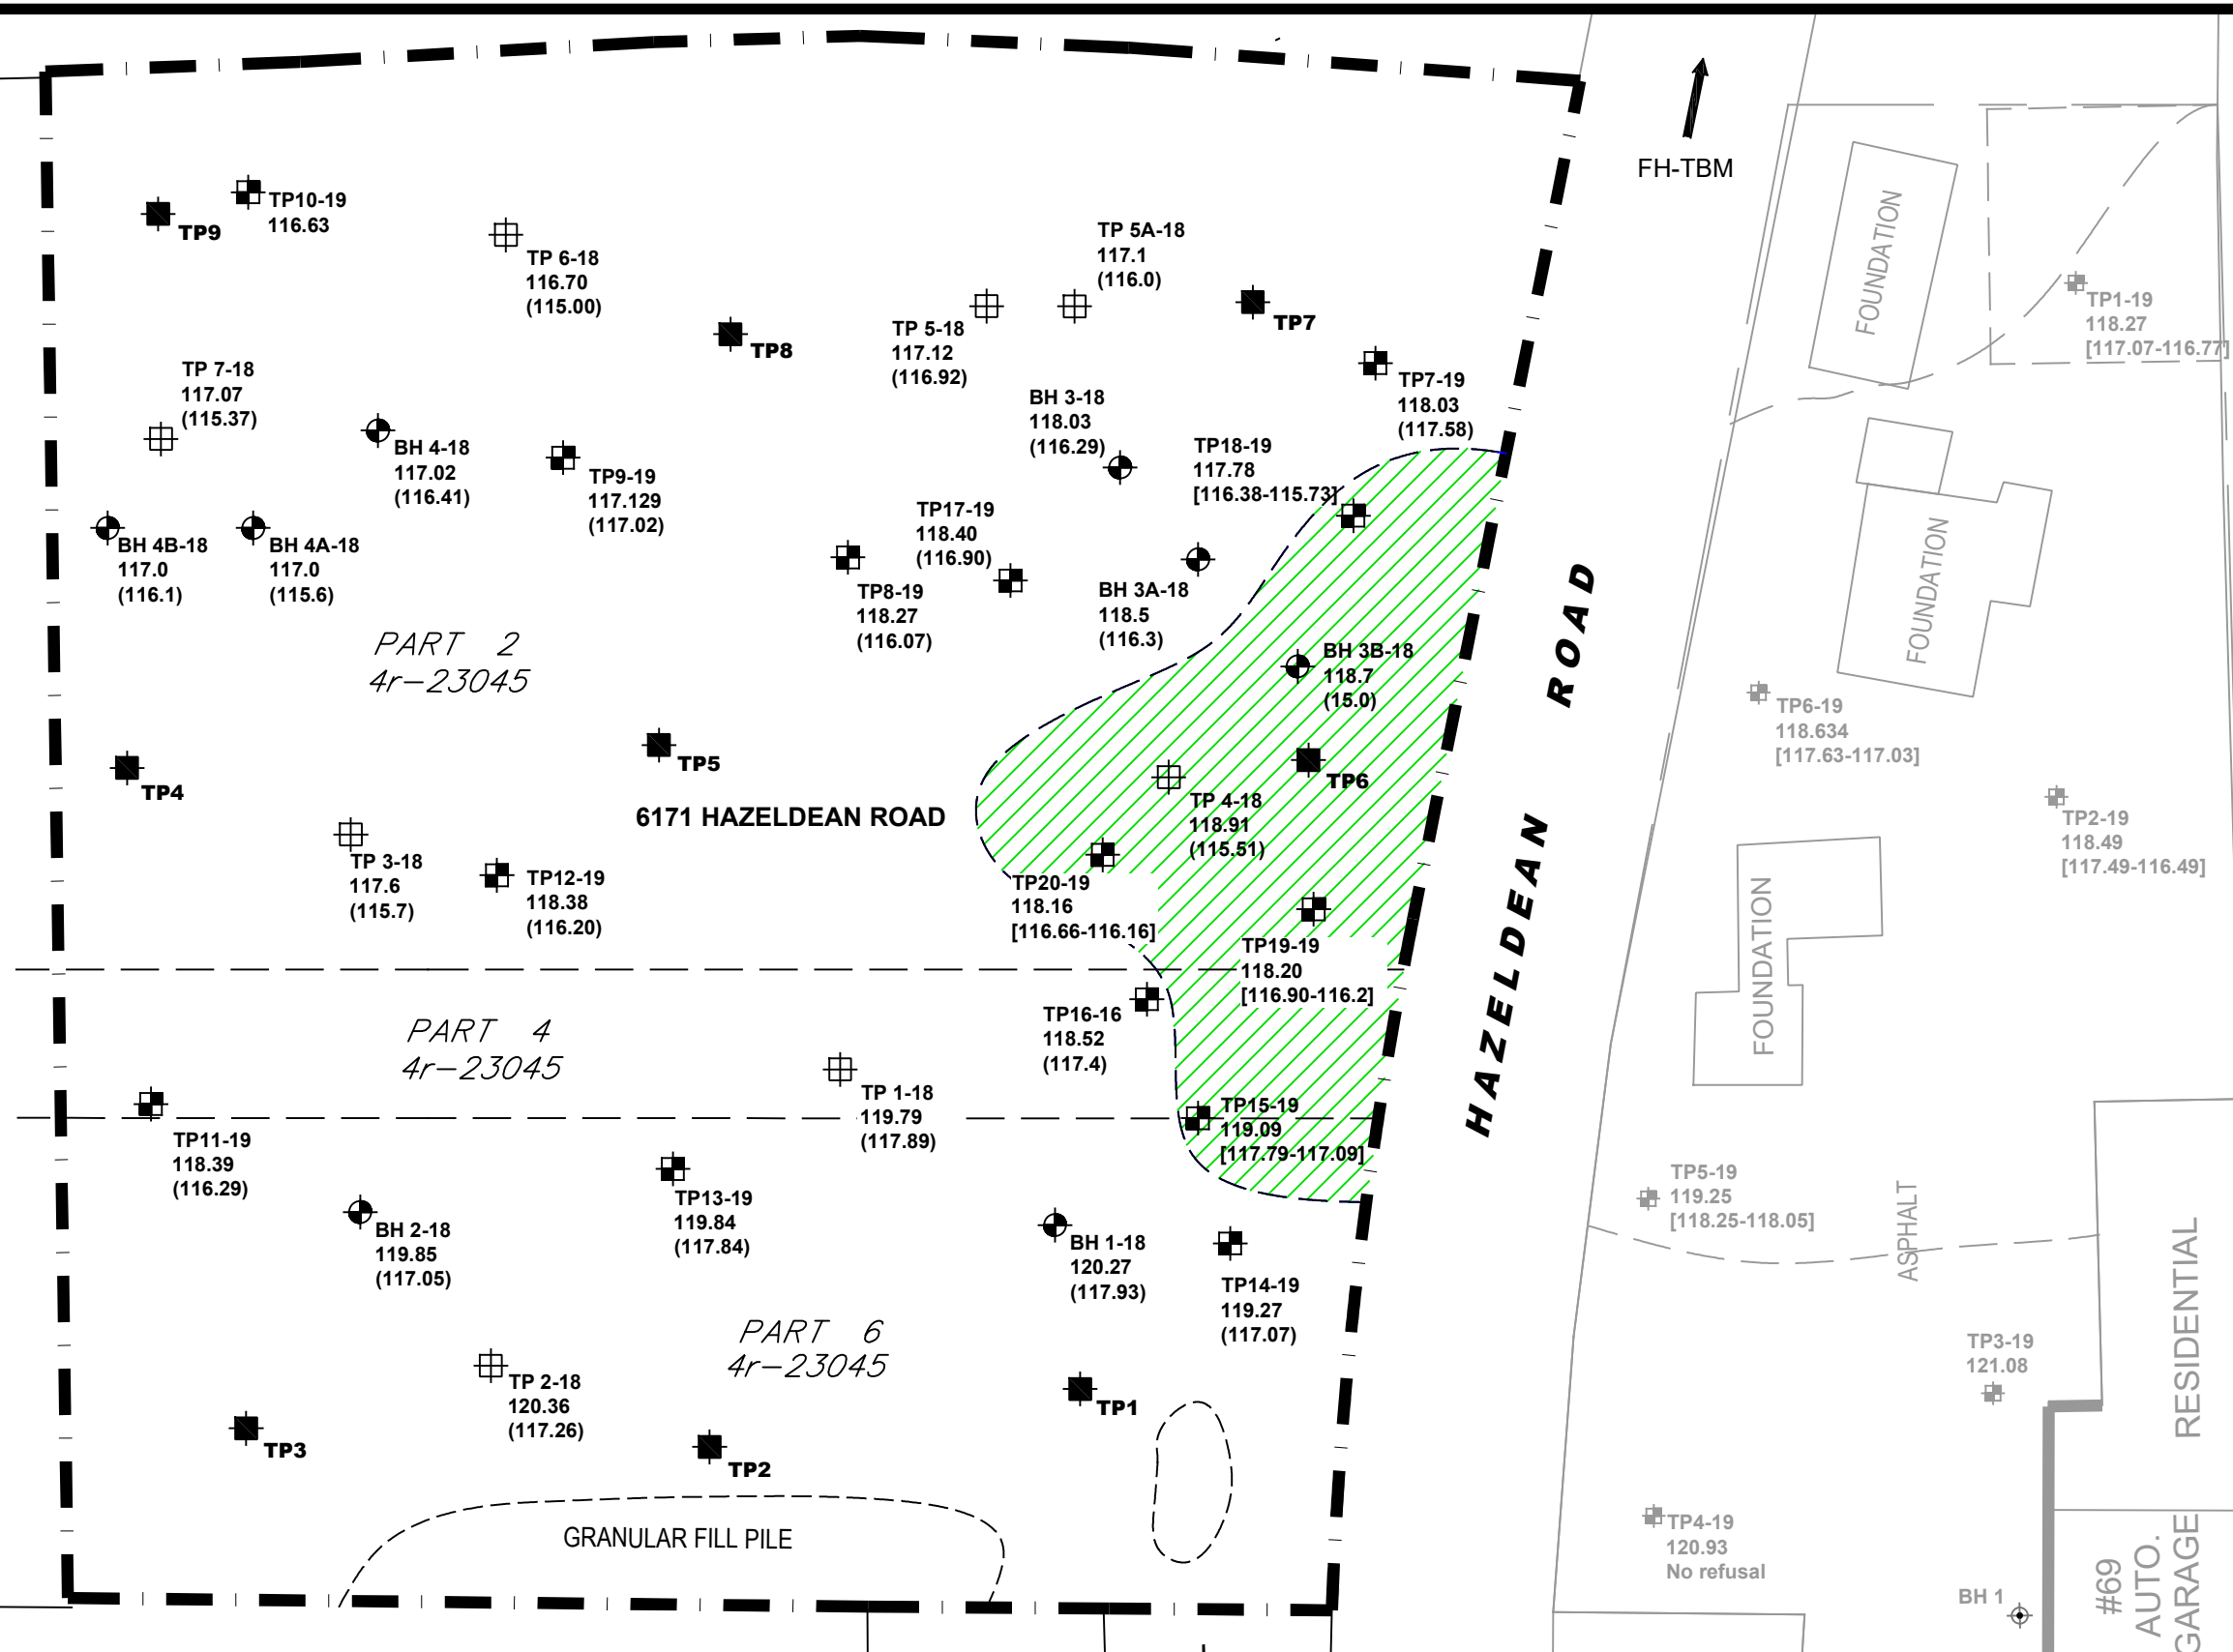 FH-TBM
TP9
TP10-19
116.63
TP 6-18
116.70
(115.00)
TP8
TP 5A-18
117.1
(116.0)
TP 5-18
117.12
(116.92)
TP7
TP7-19
118.03
(117.58)
FOUNDATION
TP1-19
118.27
[117.07-116.77]
TP 7-18
117.07
(115.37)
BH 4-18
117.02
(116.41)
TP9-19
117.129
(117.02)
BH 3-18
118.03
(116.29)
TP18-19
117.78
[116.38-115.73]
BH 4B-18
117.0
(116.1)
BH 4A-18
117.0
(115.6)
TP17-19
118.40
(116.90)
TP8-19
118.27
(116.07)
BH 3A-18
118.5
(116.3)
FOUNDATION
PART 2
4r-23045
BH 3B-18
118.7
(15.0)
TP6-19
118.634
[117.63-117.03]
TP4
TP5
TP6
6171 HAZELDEAN ROAD
TP 4-18
118.91
(115.51)
HAZELDEAN ROAD
TP2-19
118.49
[117.49-116.49]
TP 3-18
117.6
(115.7)
TP12-19
118.38
(116.20)
TP20-19
118.16
[116.66-116.16]
TP19-19
118.20
[116.90-116.2]
FOUNDATION
PART 4
4r-23045
TP16-16
118.52
(117.4)
TP 1-18
119.79
(117.89)
TP15-19
119.09
[117.79-117.09]
TP11-19
118.39
(116.29)
TP13-19
119.84
(117.84)
BH 2-18
119.85
(117.05)
BH 1-18
120.27
(117.93)
TP14-19
119.27
(117.07)
TP5-19
119.25
[118.25-118.05]
ASPHALT
RESIDENTIAL
PART 6
4r-23045
TP3-19
121.08
TP 2-18
120.36
(117.26)
TP1
TP3
TP2
GRANULAR FILL PILE
TP4-19
120.93
No refusal
BH 1
#69
AUTO.
GARAGE